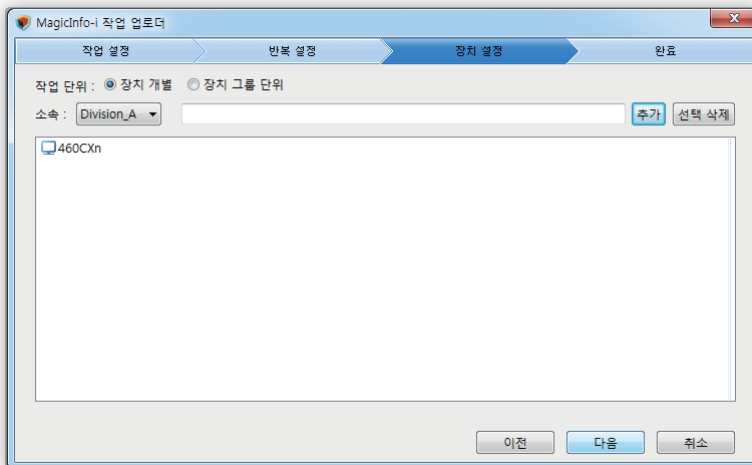 MagicInfo-i 작업 업로더
작업 설정 반복 설정 장치 설정 완료
작업 단위 : 장치 개별 장치 그룹 단위
소속 : Division_A 추가 선택 삭제
460CXn
이전 다음 취소